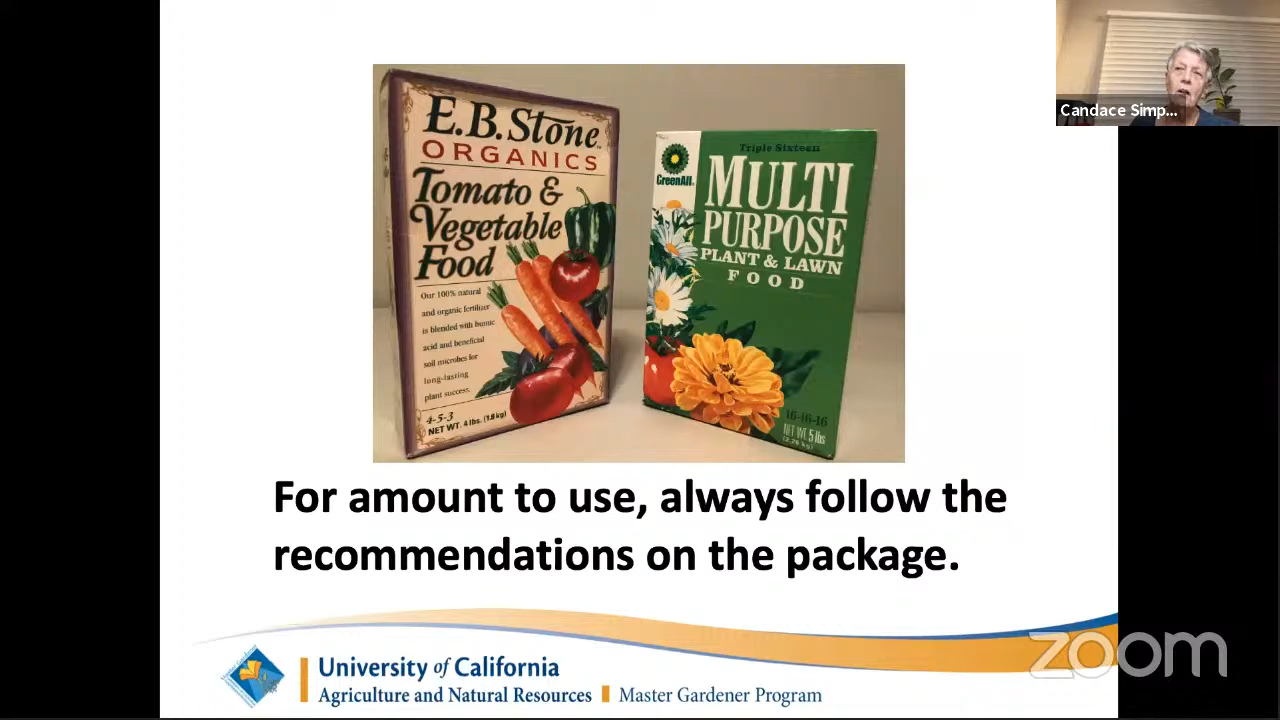 E.B. Stone
ORGANICS
Tomato &
Vegetable
Food
Our 100% natural
and organic fertilizer
is blended with humic
acid and beneficial
soil microbes for
long-lasting
plant success.
4-5-3
NET WT. 4 lbs. (1.8 kg)
Triple Sixteen
GreenAll
MULTI
PURPOSE
PLANT & LAWN
FOOD
16-16-16
NET WT 5 lbs
(2.26 kg)
Candace Simp...
For amount to use, always follow the
recommendations on the package.
University of California
Agriculture and Natural Resources Master Gardener Program
zoom